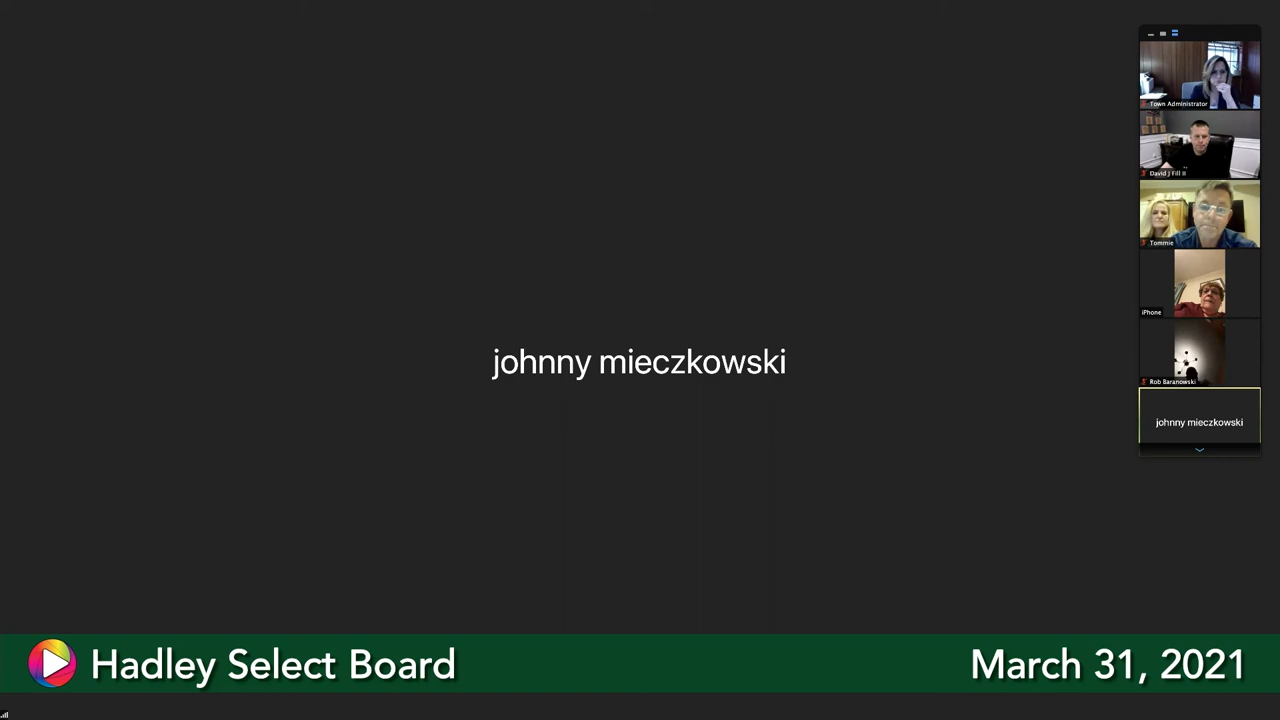 Town Administrator
David J Fill II
Tommie
iPhone
Rob Baranowski
johnny mieczkowski
johnny mieczkowski
Hadley Select Board
March 31, 2021